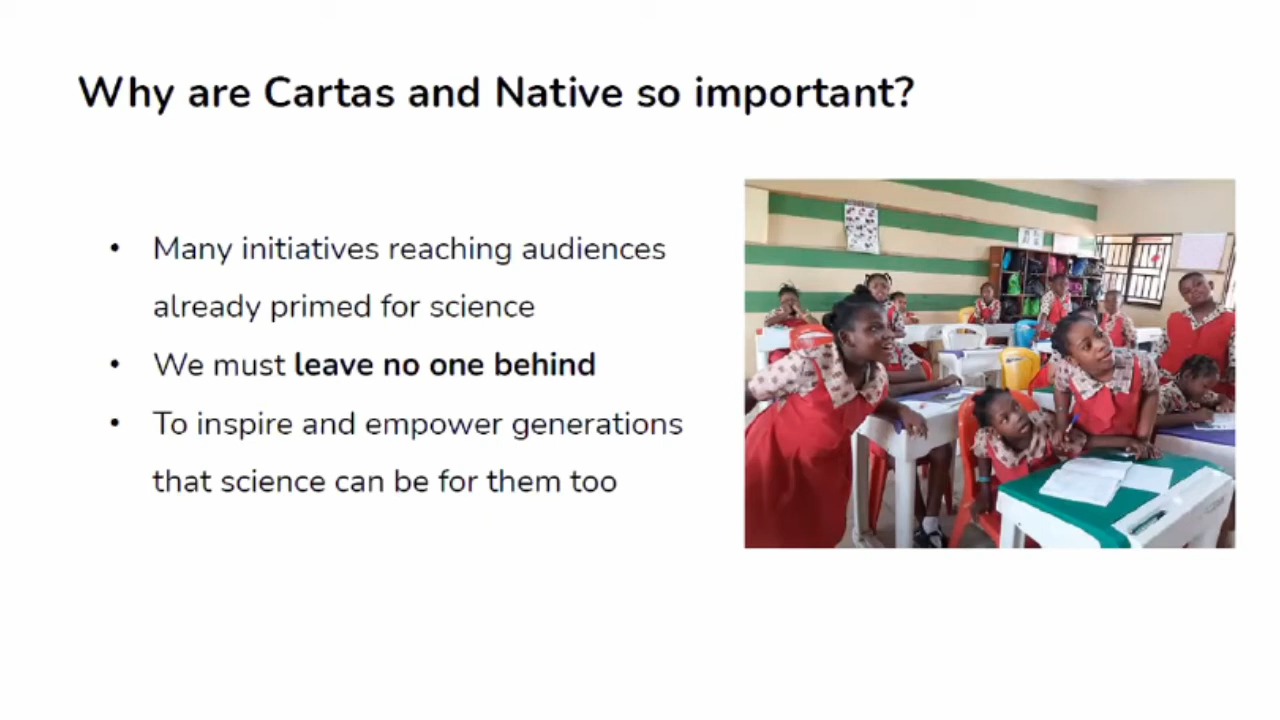 Why are Cartas and Native so important?
• Many initiatives reaching audiences
already primed for science
• We must leave no one behind
• To inspire and empower generations
that science can be for them too